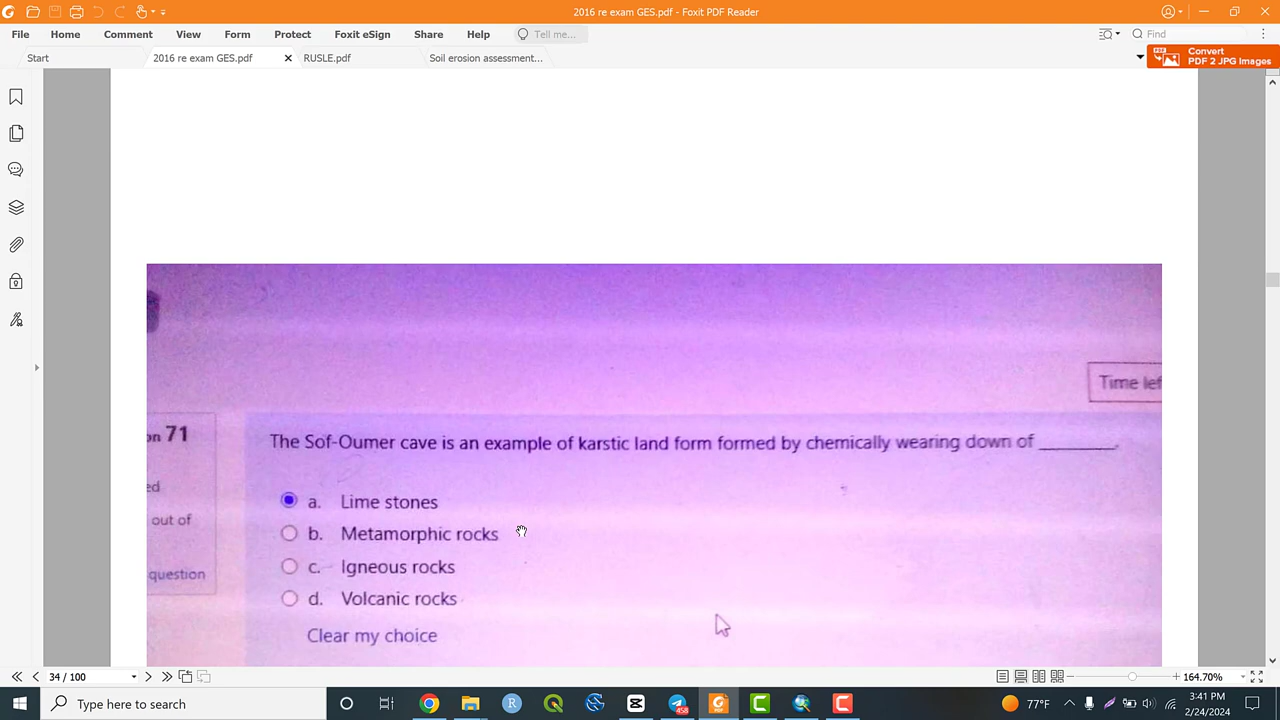 2016 re exam GES.pdf - Foxit PDF Reader
File Home Comment View Form Protect Foxit eSign Share Help Tell me... Find
Start 2016 re exam GES.pdf RUSLE.pdf Soil erosion assessment... Convert
PDF 2 JPG Images
Time lef
on 71
The Sof-Oumer cave is an example of karstic land form formed by chemically wearing down of ________.
ed
a. Lime stones
out of
b. Metamorphic rocks
c. Igneous rocks
question
d. Volcanic rocks
Clear my choice
34 / 100 164.70%
Type here to search 458 77°F 3:41 PM
2/24/2024